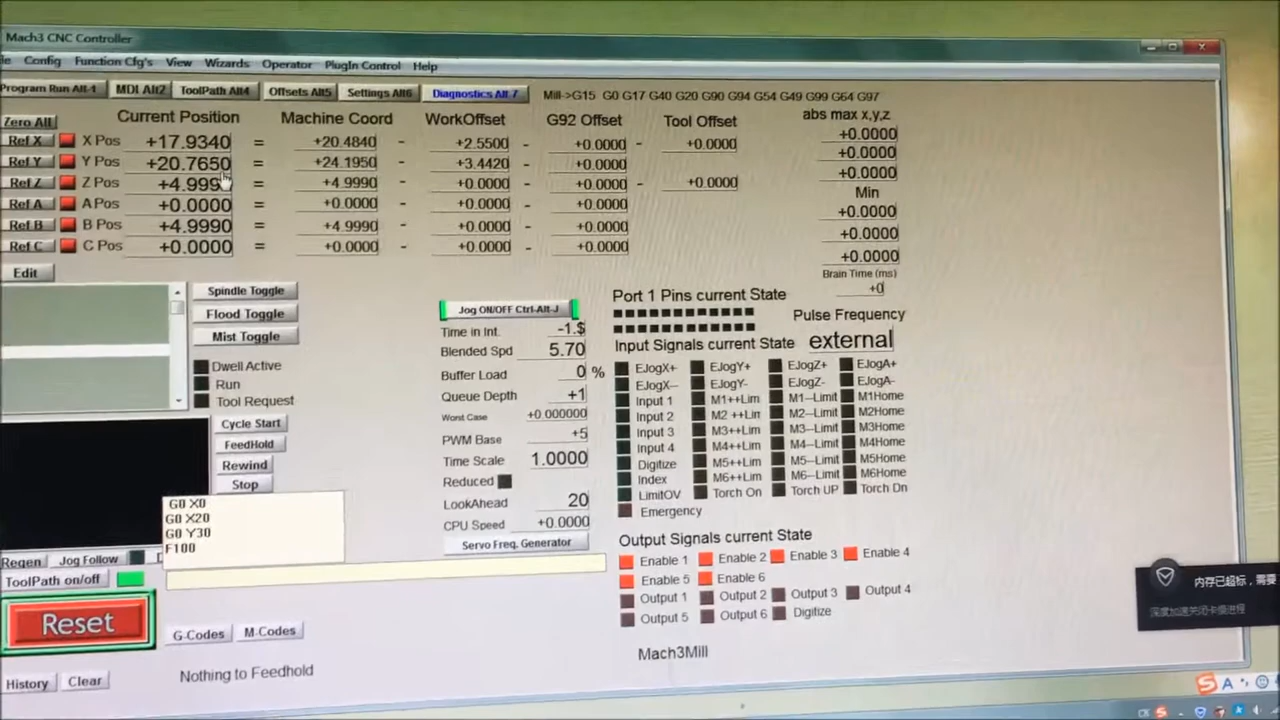 Mach3 CNC Controller
Config Function Cfg's View Wizards Operator PlugIn Control Help
Program Run Alt-1 MDI Alt2 ToolPath Alt4 Offsets Alt5 Settings Alt6 Diagnostics Alt-7 Mill->G15 G0 G17 G40 G20 G90 G94 G54 G49 G99 G64 G97
Zero All Current Position Machine Coord WorkOffset G92 Offset Tool Offset abs max x,y,z
Ref X X Pos +17.9340 = +20.4840 - +2.5500 - +0.0000 - +0.0000 +0.0000
Ref Y Y Pos +20.7650 = +24.1950 - +3.4420 - +0.0000 +0.0000
Ref Z Z Pos +4.9990 = +4.9990 - +0.0000 - +0.0000 - +0.0000 +0.0000
Min
Ref A A Pos +0.0000 = +0.0000 - +0.0000 - +0.0000 +0.0000
Ref B B Pos +4.9990 = +4.9990 - +0.0000 - +0.0000 +0.0000
Ref C C Pos +0.0000 = +0.0000 - +0.0000 - +0.0000 +0.0000
Edit
Brain Time (ms)
+0
Spindle Toggle
Flood Toggle
Mist Toggle
Dwell Active
Run
Tool Request
Cycle Start
FeedHold
Rewind
Stop
Jog ON/OFF Ctrl-Alt-J
Time in Int. -1.$
Blended Spd 5.70
Buffer Load 0 %
Queue Depth +1
Worst Case +0.000000
PWM Base +5
Time Scale 1.0000
Reduced
LookAhead 20
CPU Speed +0.0000
Servo Freq. Generator
Port 1 Pins current State
Pulse Frequency
external
Input Signals current State
EJogX+ EJogY+ EJogZ+ EJogA+
EJogX-- EJogY- EJogZ- EJogA-
Input 1 M1++Lim M1--Limit M1Home
Input 2 M2 ++Lim M2--Limit M2Home
Input 3 M3++Lim M3--Limit M3Home
Input 4 M4++Lim M4--Limit M4Home
Digitize M5++Lim M5--Limit M5Home
Index M6++Lim M6--Limit M6Home
LimitOV Torch On Torch UP Torch Dn
Emergency
Output Signals current State
Enable 1 Enable 2 Enable 3 Enable 4
Enable 5 Enable 6
Output 1 Output 2 Output 3 Output 4
Output 5 Output 6 Digitize
Mach3Mill
G0 X0
G0 X20
G0 Y30
F100
Regen Jog Follow
ToolPath on/off
Reset
G-Codes M-Codes
History Clear Nothing to Feedhold
内存已超标，需要
深度加速关闭卡慢进程